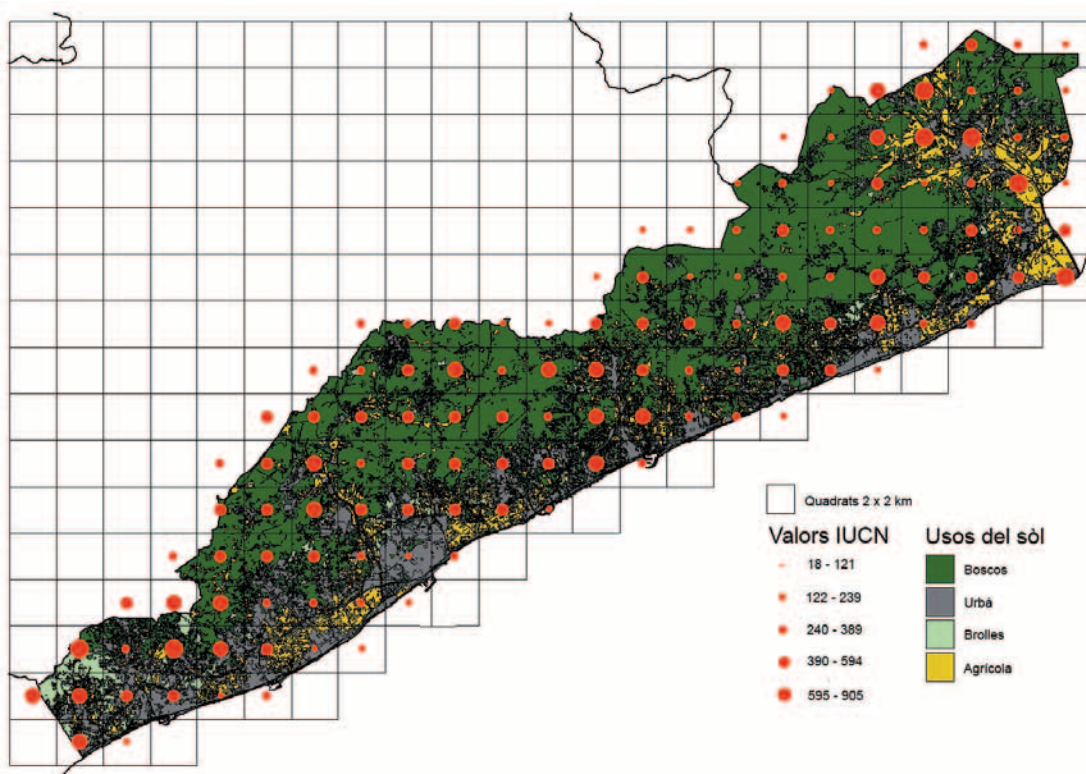 Quadrats 2 x 2 km
Valors IUCN
18 - 121
122 - 239
240 - 389
390 - 594
595 - 905
Usos del sòl
Boscos
Urbà
Brolles
Agrícola